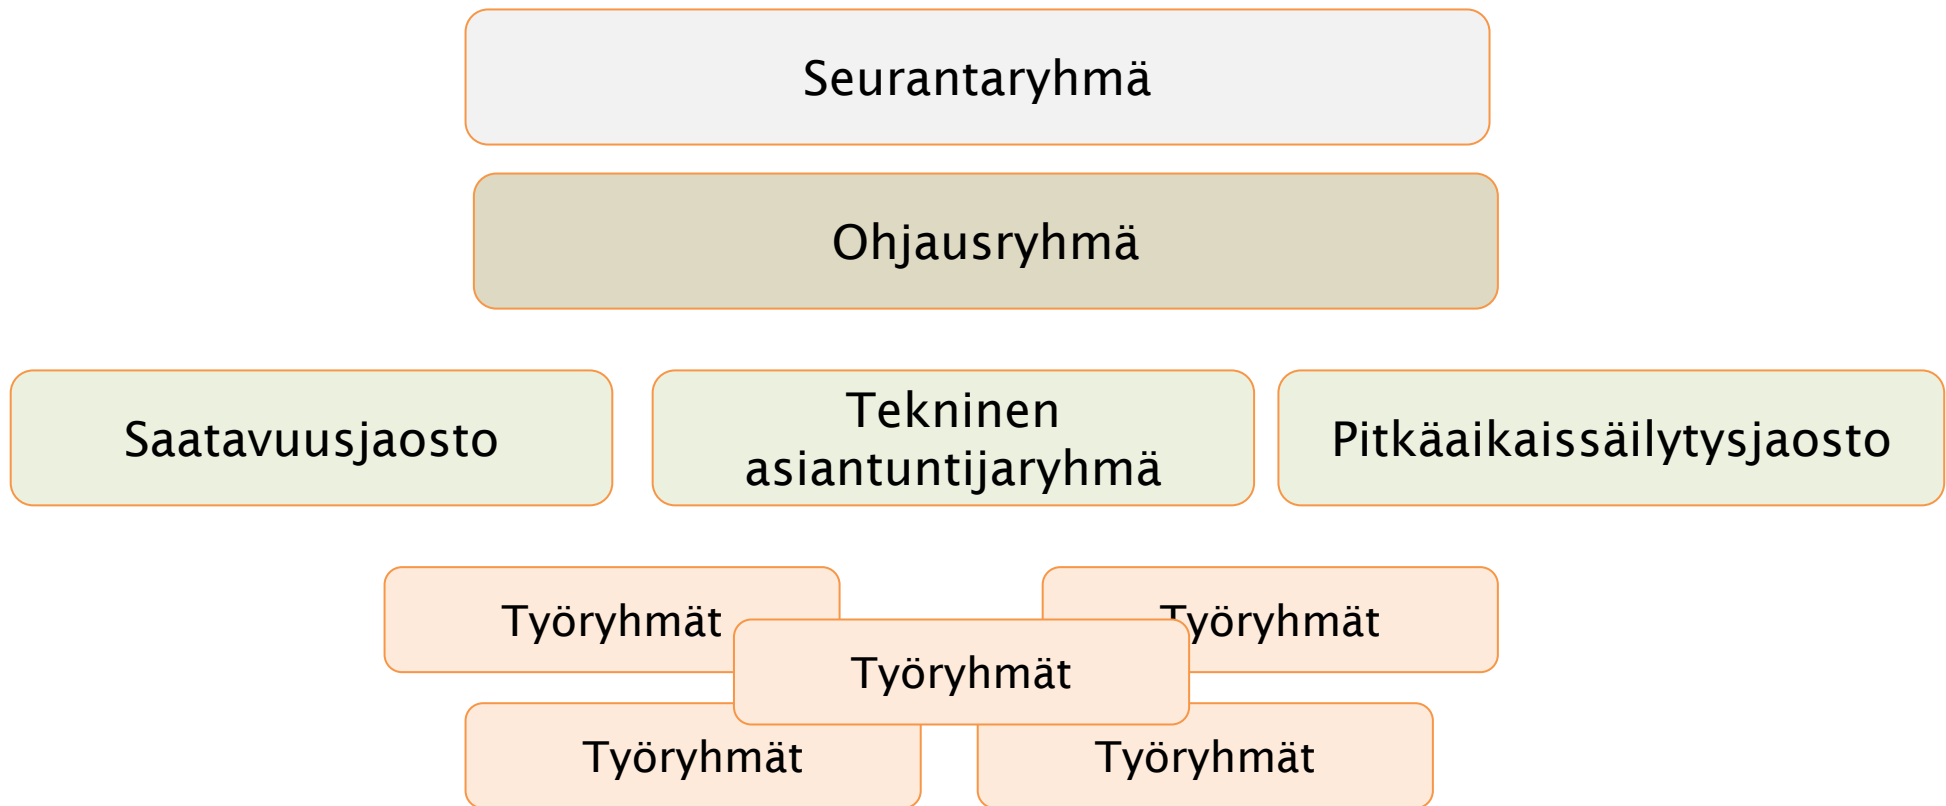 Seurantaryhmä
Ohjausryhmä
Saatavuusjaosto
Tekninen
asiantuntijaryhmä
Pitkäaikaissäilytysjaosto
Työryhmät
Työryhmät
Työryhmät
Työryhmät
Työryhmät